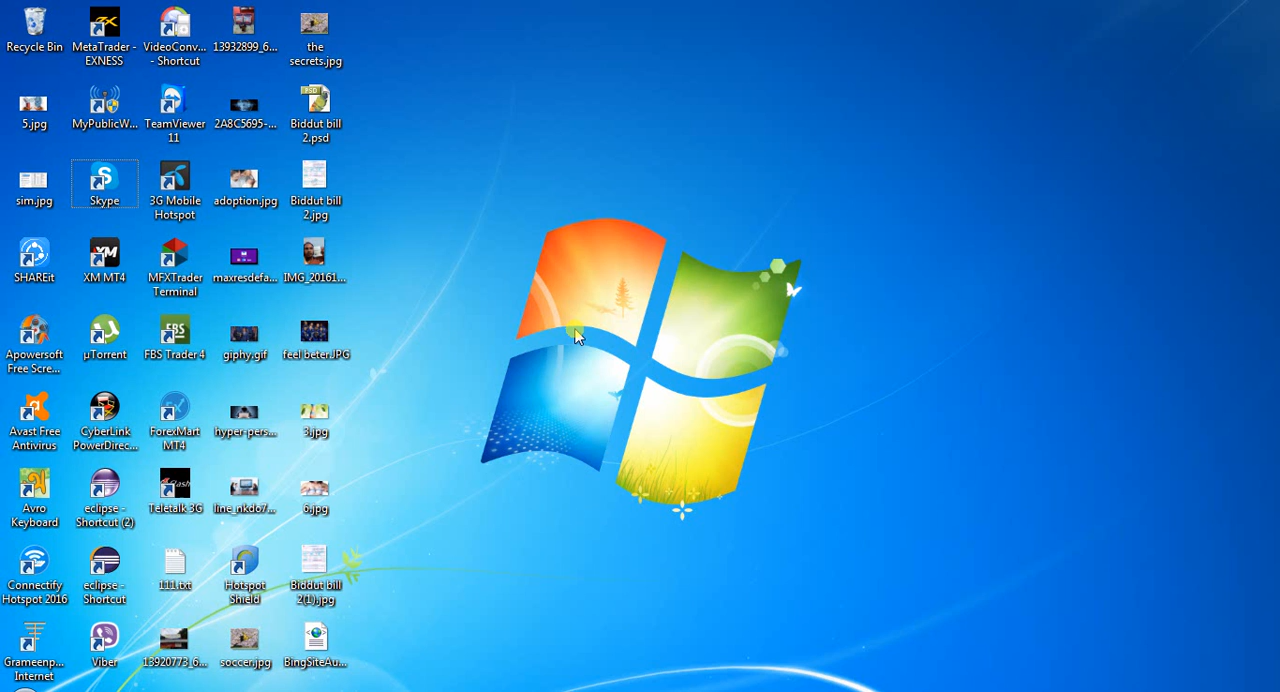 Recycle Bin
MetaTrader -
EXNESS
VideoConv...
- Shortcut
13932899_6...
the
secrets.jpg
5.jpg
MyPublicW...
TeamViewer
11
2A8C5695-...
Biddut bill
2.psd
sim.jpg
Skype
3G Mobile
Hotspot
adoption.jpg
Biddut bill
2.jpg
SHAREit
XM MT4
MFXTrader
Terminal
maxresdefa...
IMG_20161...
Apowersoft
Free Scre...
µTorrent
FBS Trader 4
giphy.gif
feel beter.JPG
Avast Free
Antivirus
CyberLink
PowerDirec...
ForexMart
MT4
hyper-pers...
3.jpg
Avro
Keyboard
eclipse -
Shortcut (2)
Teletalk 3G
line_nkdo7...
6.jpg
Connectify
Hotspot 2016
eclipse -
Shortcut
111.txt
Hotspot
Shield
Biddut bill
2(1).jpg
Grameenp...
Internet
Viber
13920773_6...
soccer.jpg
BingSiteAu...